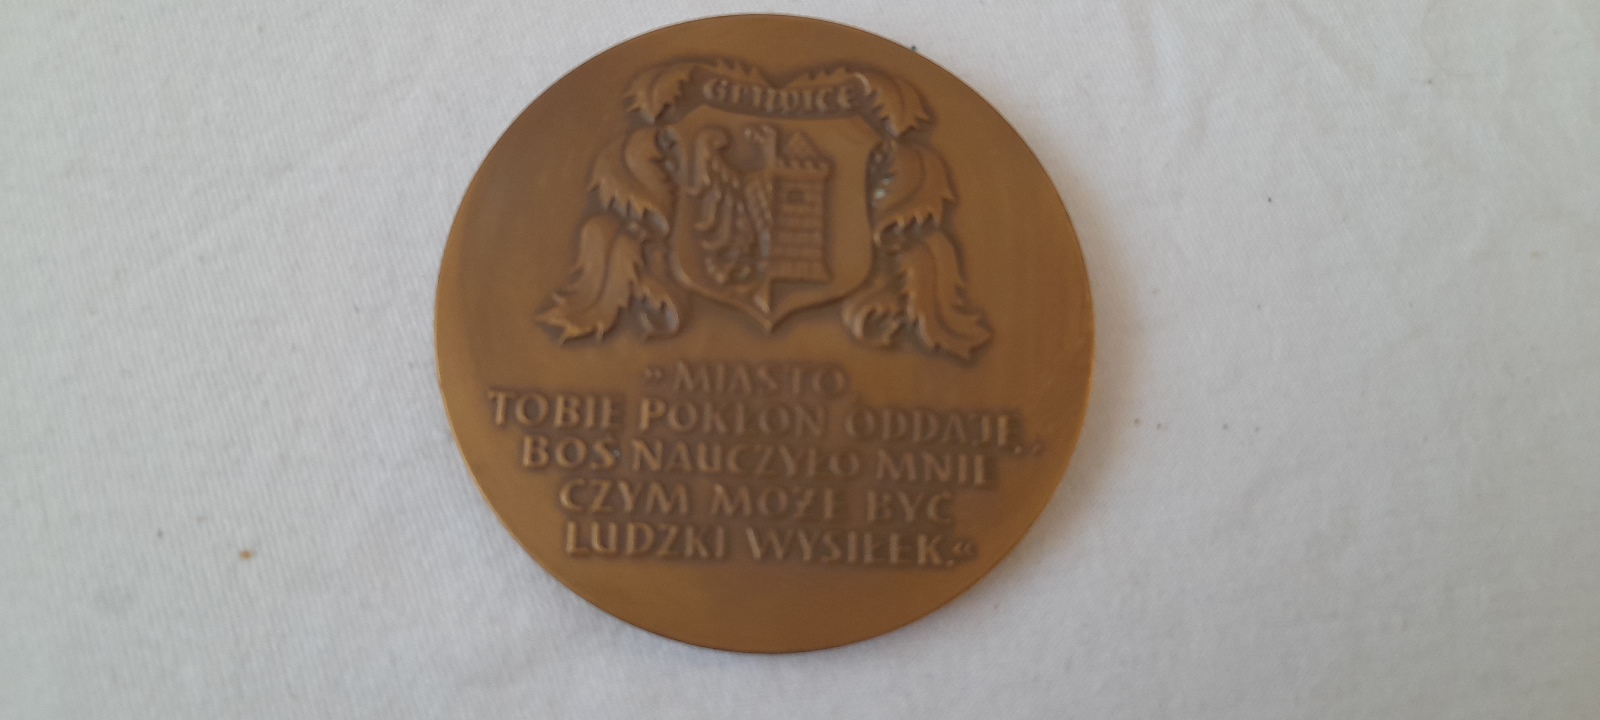 GLIWICE
»MIASTO
TOBIE POKŁON ODDAJĘ..
BOŚ NAUCZYŁO MNIE
CZYM MOŻE BYĆ
LUDZKI WYSIŁEK.«